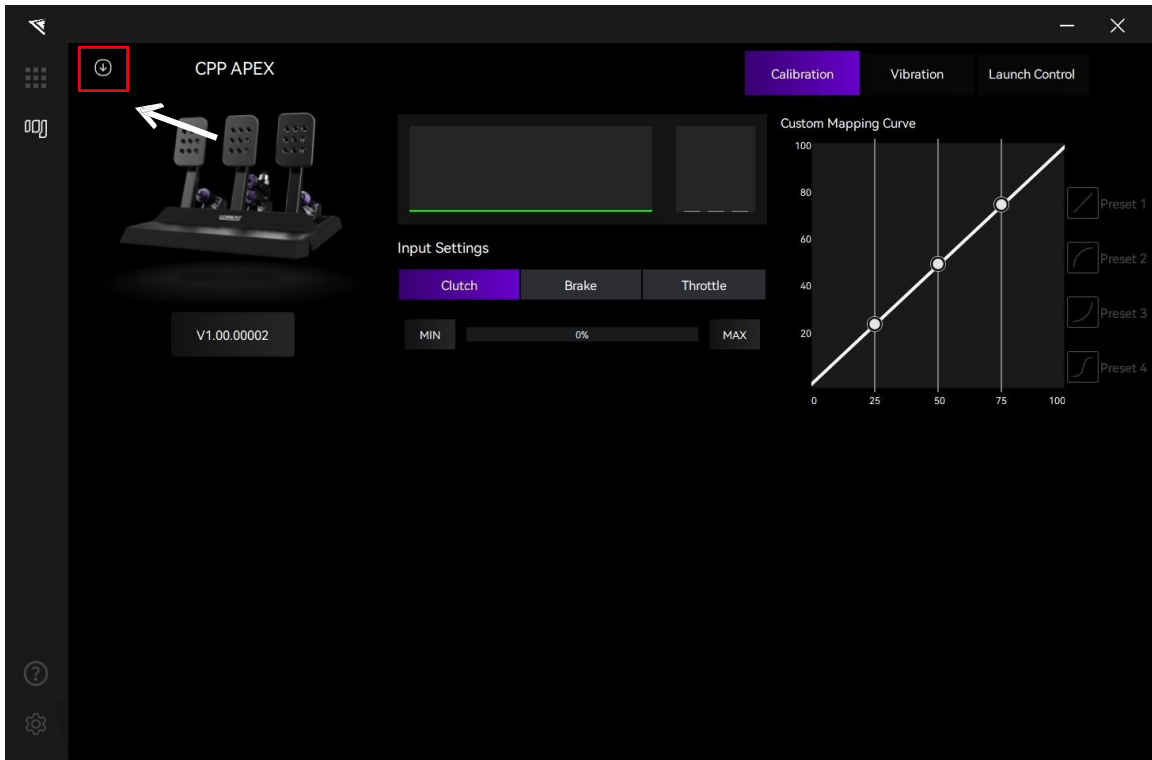 CPP APEX
Calibration
Vibration
Launch Control
Custom Mapping Curve
100
80
60
40
20
0
25
50
75
100
Preset 1
Preset 2
Preset 3
Preset 4
Input Settings
Clutch
Brake
Throttle
MIN
0%
MAX
V1.00.00002